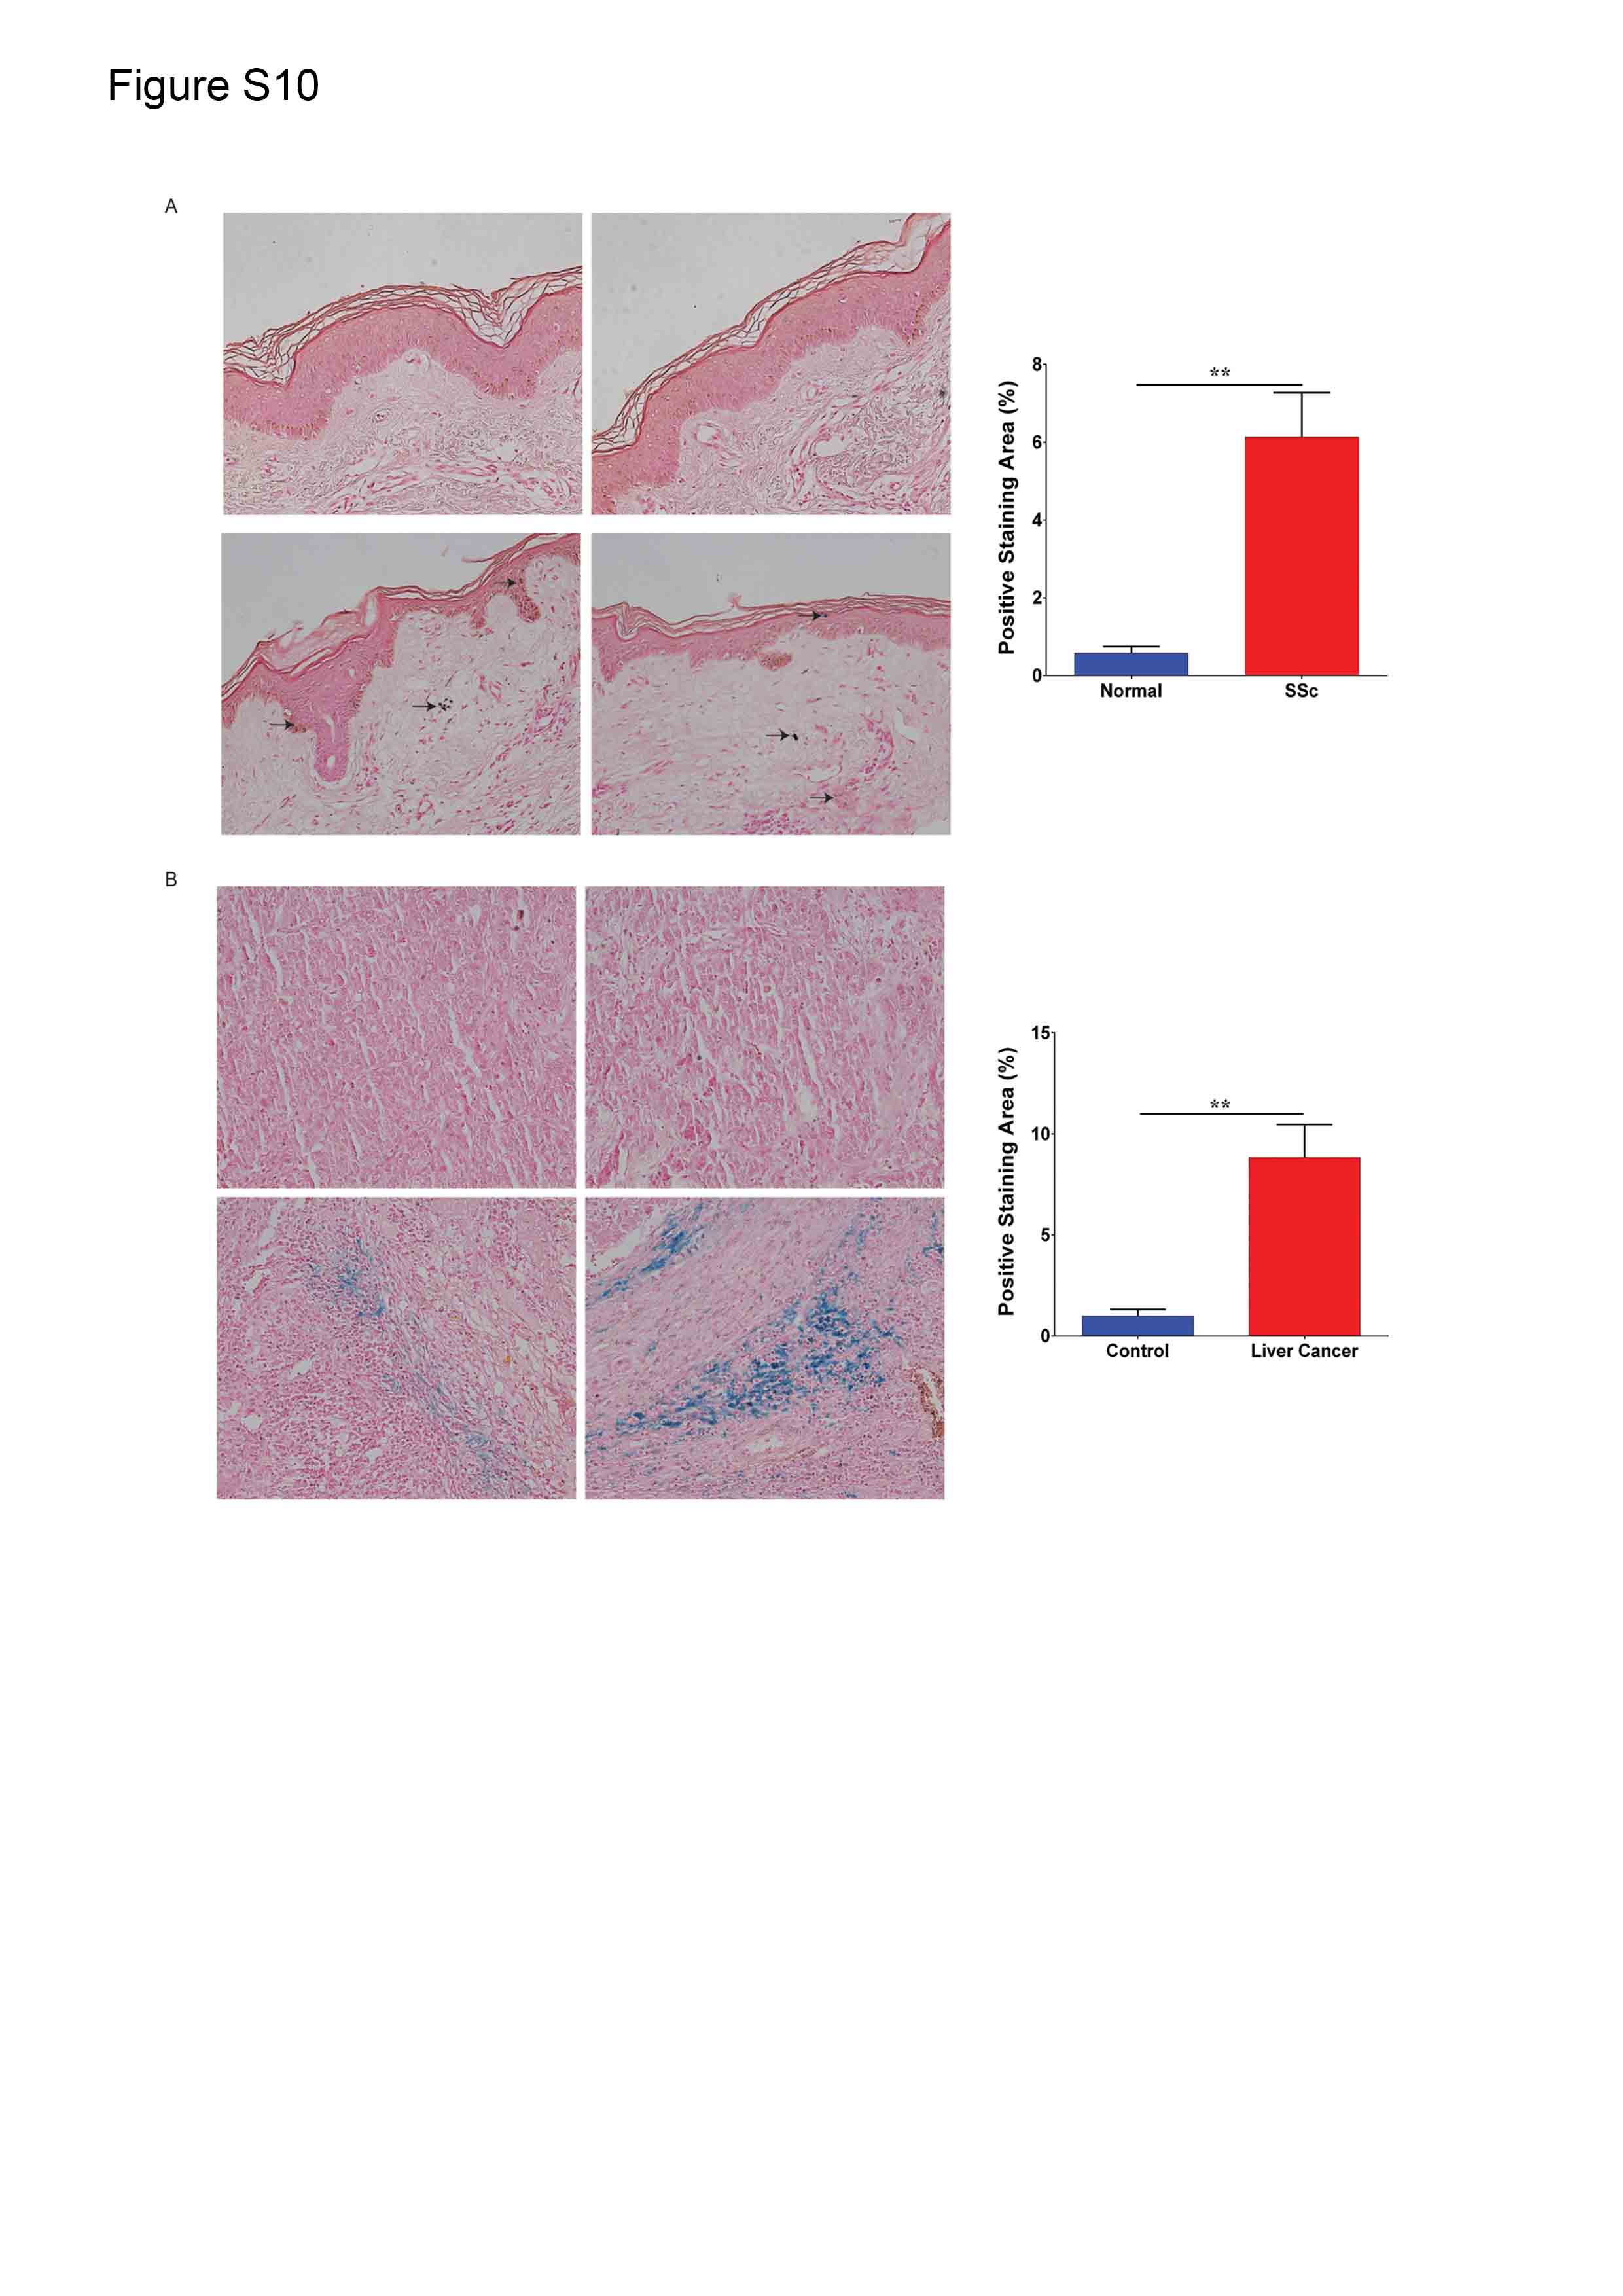 Figure S10
A
Positive Staining Area (%)
8
6
4
2
0
**
Normal
SSc
B
Positive Staining Area (%)
15
10
5
0
**
Control
Liver Cancer